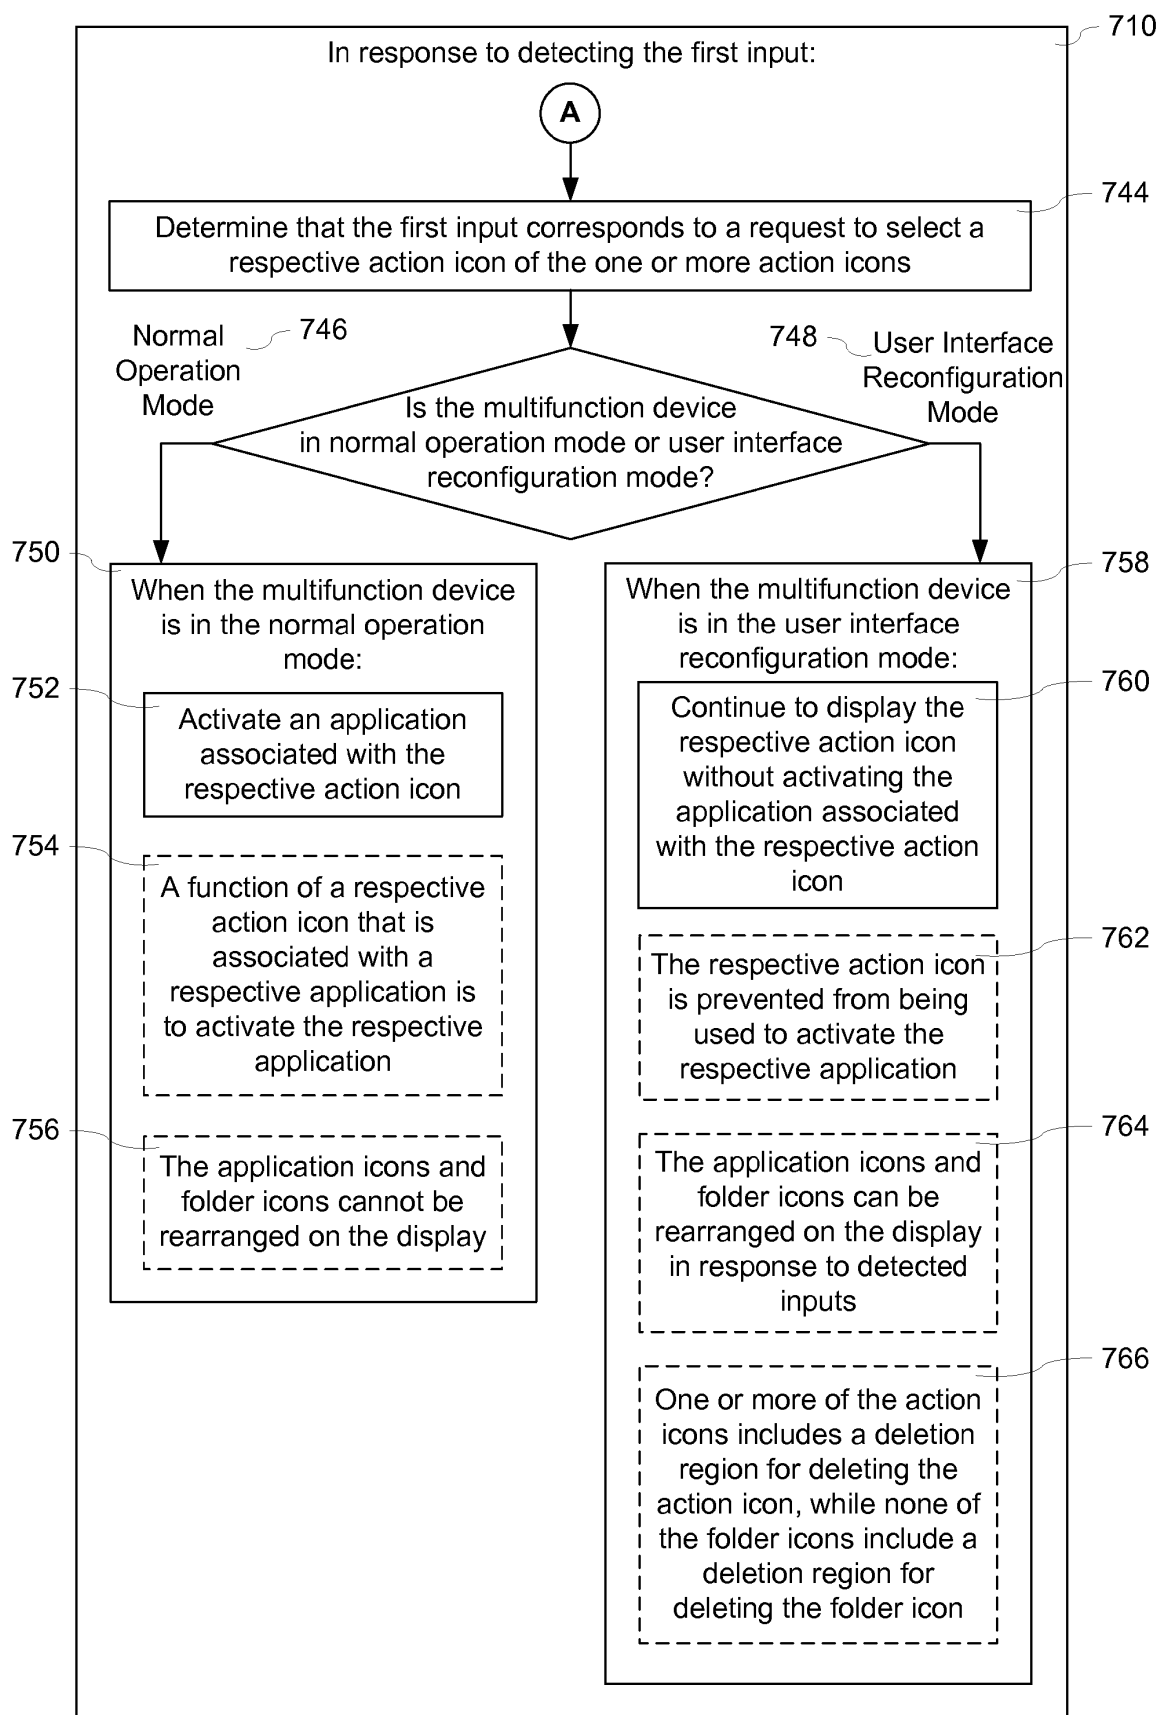 710
In response to detecting the first input:
A
744
Determine that the first input corresponds to a request to select a
respective action icon of the one or more action icons
Normal
Operation
Mode
746
748
User Interface
Reconfiguration
Mode
Is the multifunction device
in normal operation mode or user interface
reconfiguration mode?
750
When the multifunction device
is in the normal operation
mode:
752
Activate an application
associated with the
respective action icon
754
A function of a respective
action icon that is
associated with a
respective application is
to activate the respective
application
756
The application icons and
folder icons cannot be
rearranged on the display
758
When the multifunction device
is in the user interface
reconfiguration mode:
760
Continue to display the
respective action icon
without activating the
application associated
with the respective action
icon
762
The respective action icon
is prevented from being
used to activate the
respective application
764
The application icons and
folder icons can be
rearranged on the display
in response to detected
inputs
766
One or more of the action
icons includes a deletion
region for deleting the
action icon, while none of
the folder icons include a
deletion region for
deleting the folder icon